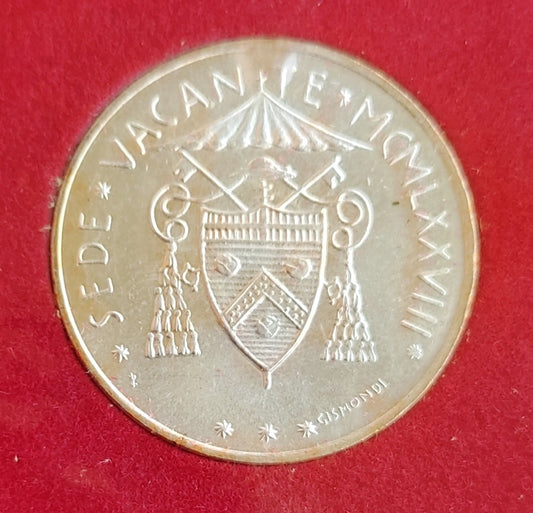 SEDE * VACANTE * MCMLXXVIII
GISMONDI